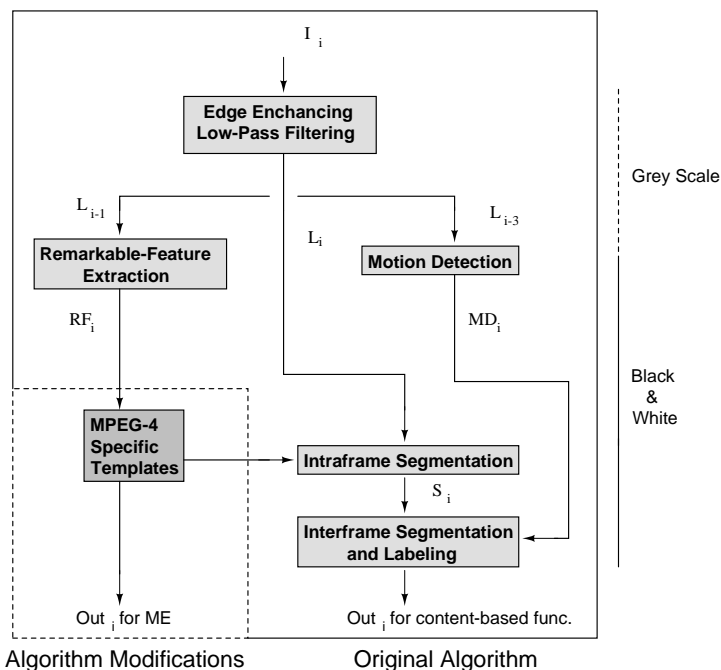 I i
Edge Enchancing
Low-Pass Filtering
Grey Scale
L i-1
L i
L i-3
Remarkable-Feature
Extraction
Motion Detection
RF i
MD i
Black
&
White
MPEG-4
Specific
Templates
Intraframe Segmentation
S i
Interframe Segmentation
and Labeling
Out i for ME
Out i for content-based func.
Algorithm Modifications
Original Algorithm